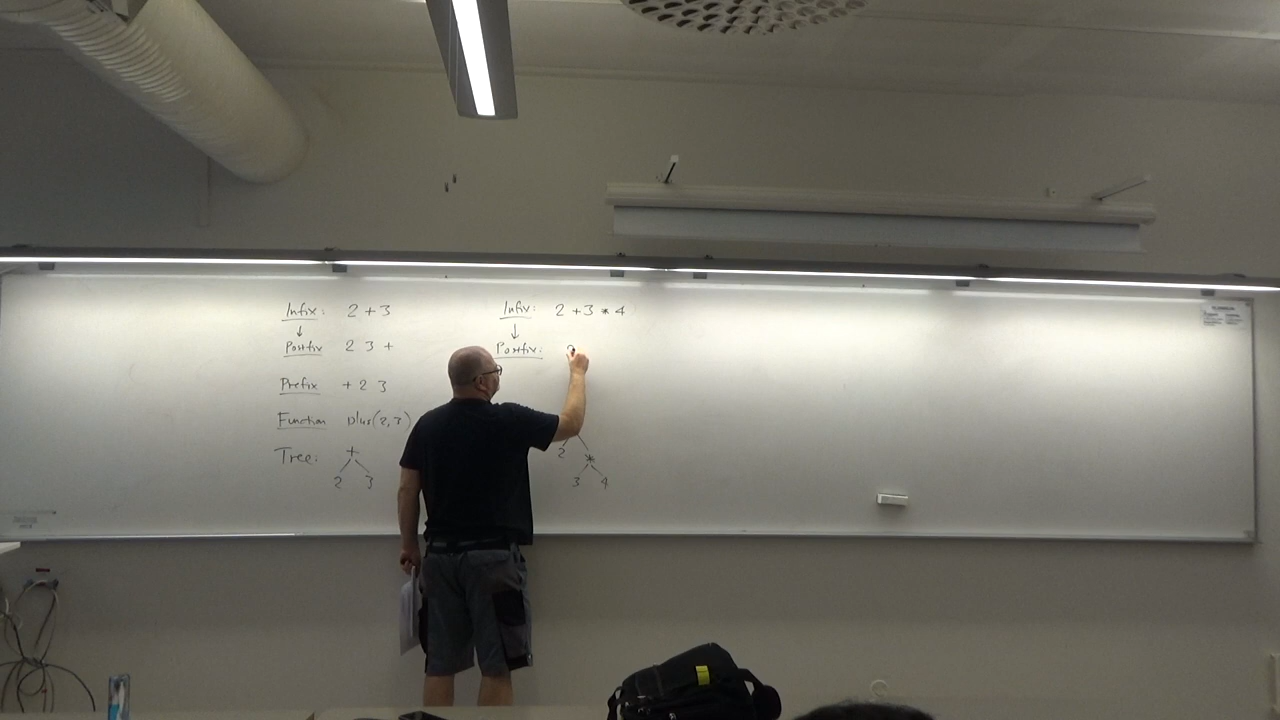 Infix: 2 + 3
↓
Postfix 2 3 +
Prefix + 2 3
Function plus(2,3)
Tree: +
2 3
Infix: 2 + 3 * 4
↓
Postfix:
2 *
3 4